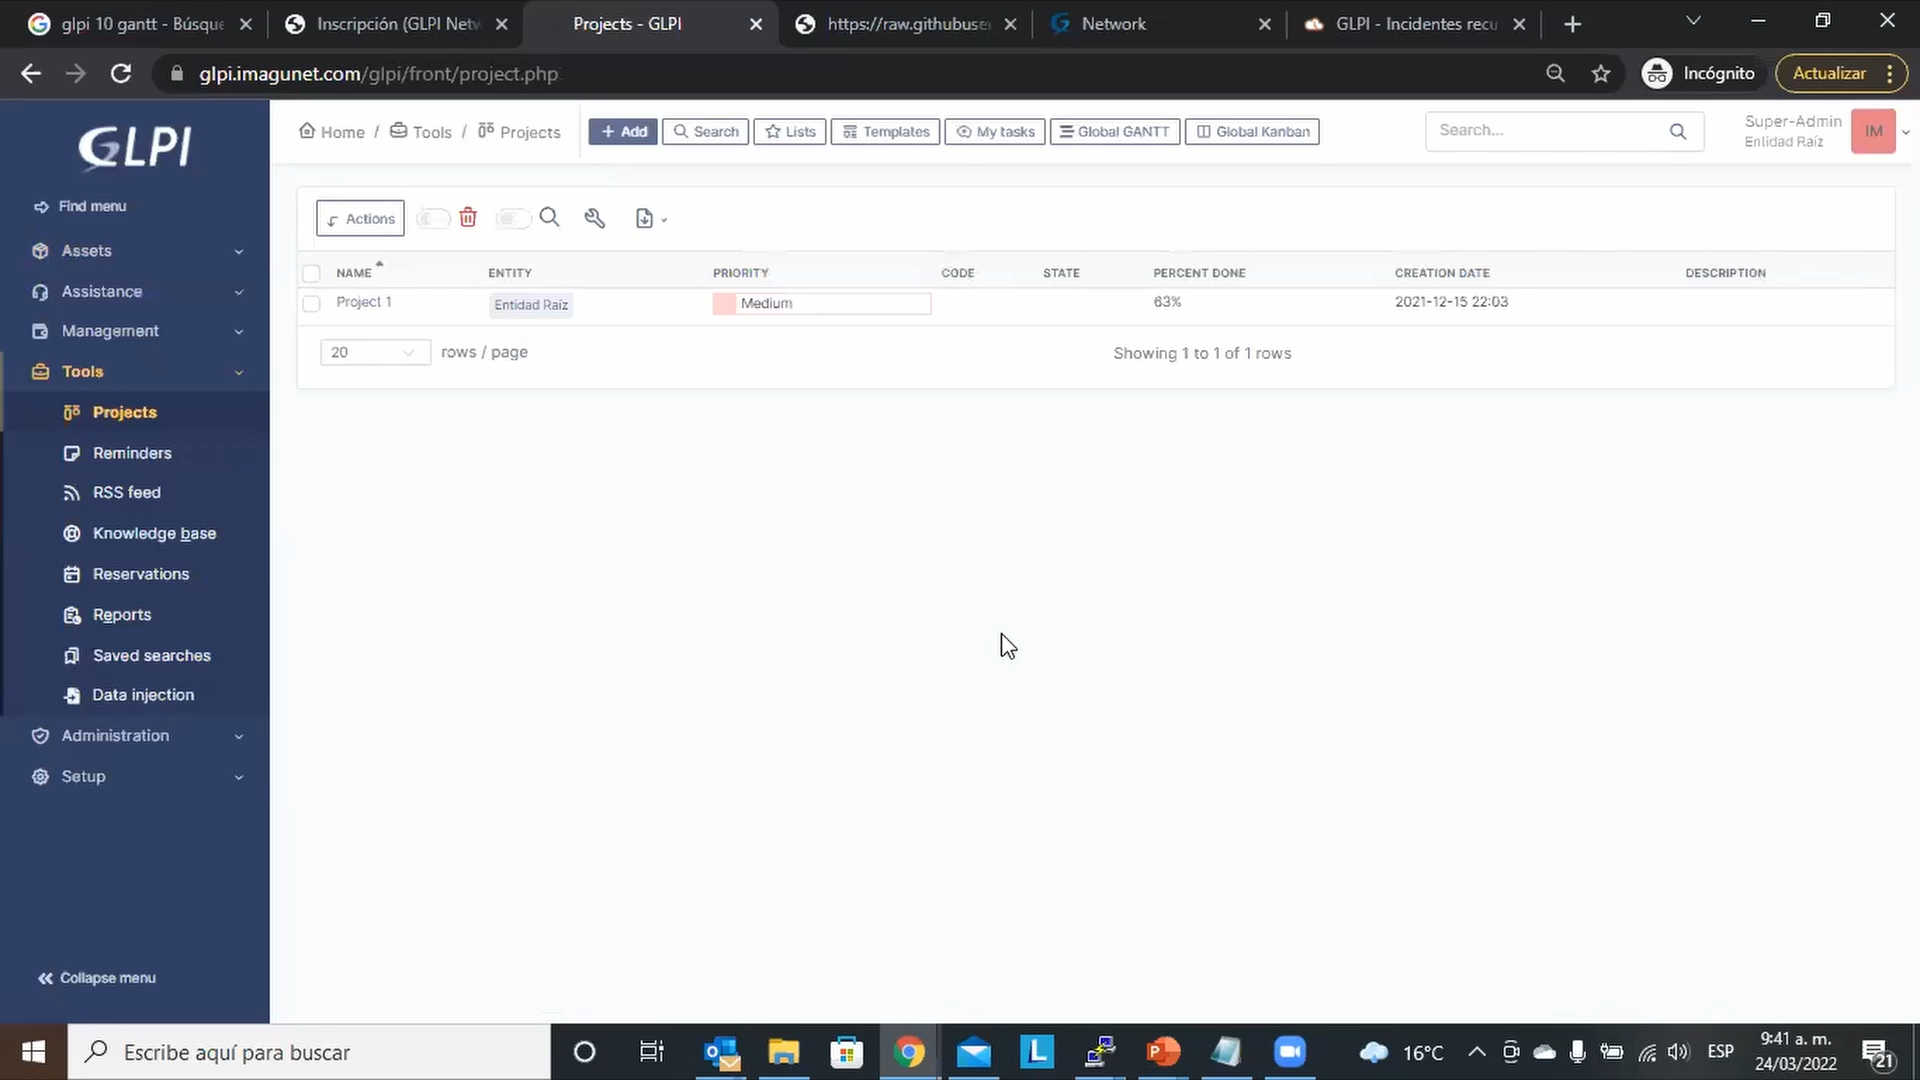 glpi 10 gantt - Búsque
Inscripción (GLPI Netw
Projects - GLPI
https://raw.githubuse
Network
GLPI - Incidentes recu
glpi.imagunet.com/glpi/front/project.php
Incógnito
Actualizar
GLPI
Home / Tools / Projects
Add
Search
Lists
Templates
My tasks
Global GANTT
Global Kanban
Search...
Super-Admin
Entidad Raíz
IM
Find menu
Assets
Assistance
Management
Tools
Projects
Reminders
RSS feed
Knowledge base
Reservations
Reports
Saved searches
Data injection
Administration
Setup
Collapse menu
Actions
NAME ENTITY PRIORITY CODE STATE PERCENT DONE CREATION DATE DESCRIPTION
Project 1 Entidad Raíz Medium 63% 2021-12-15 22:03
20 rows / page
Showing 1 to 1 of 1 rows
Escribe aquí para buscar
L
16°C
ESP
9:41 a. m.
24/03/2022
21